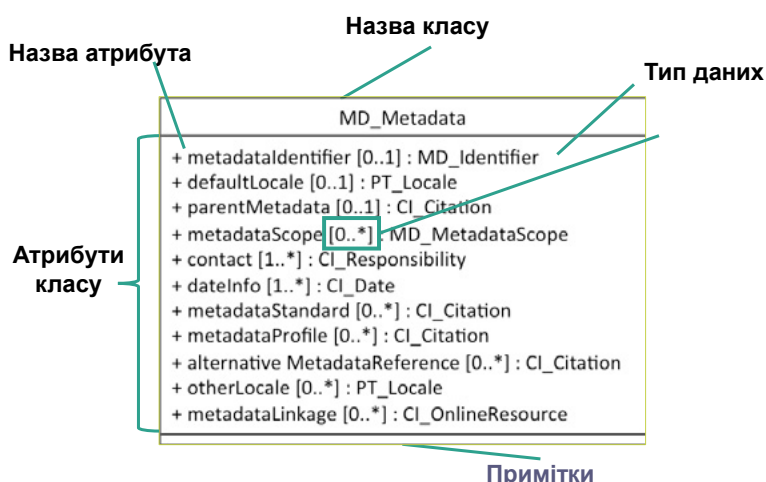 Назва класу
Назва атрибута
Тип даних
MD_Metadata
+ metadataIdentifier [0..1] : MD_Identifier
+ defaultLocale [0..1] : PT_Locale
+ parentMetadata [0..1] : CI_Citation
+ metadataScope [0..*] : MD_MetadataScope
+ contact [1..*] : CI_Responsibility
+ dateInfo [1..*] : CI_Date
+ metadataStandard [0..*] : CI_Citation
+ metadataProfile [0..*] : CI_Citation
+ alternative MetadataReference [0..*] : CI_Citation
+ otherLocale [0..*] : PT_Locale
+ metadataLinkage [0..*] : CI_OnlineResource
Атрибути
класу
Примітки